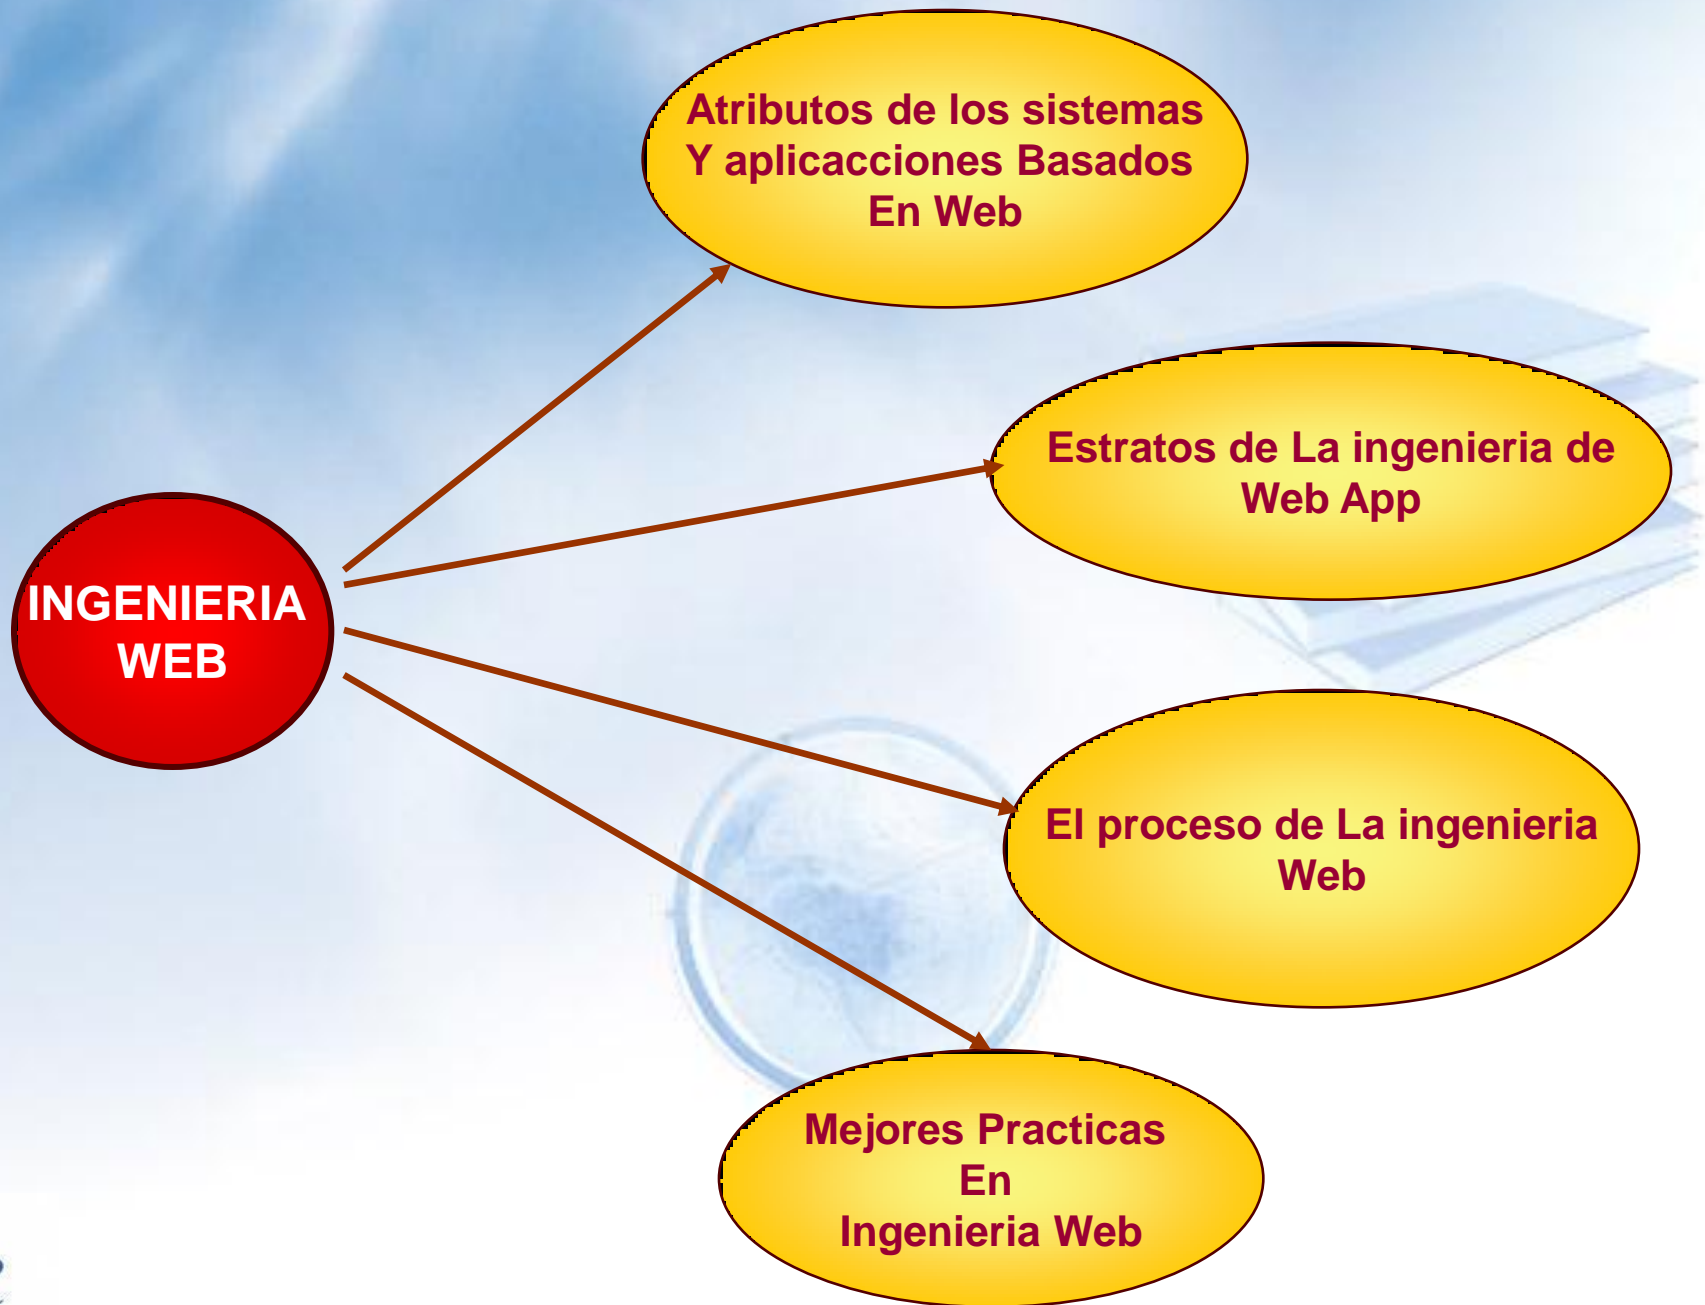 Atributos de los sistemas
Y aplicacciones Basados
En Web
Estratos de La ingenieria de
Web App
INGENIERIA
WEB
El proceso de La ingenieria
Web
Mejores Practicas
En
Ingenieria Web